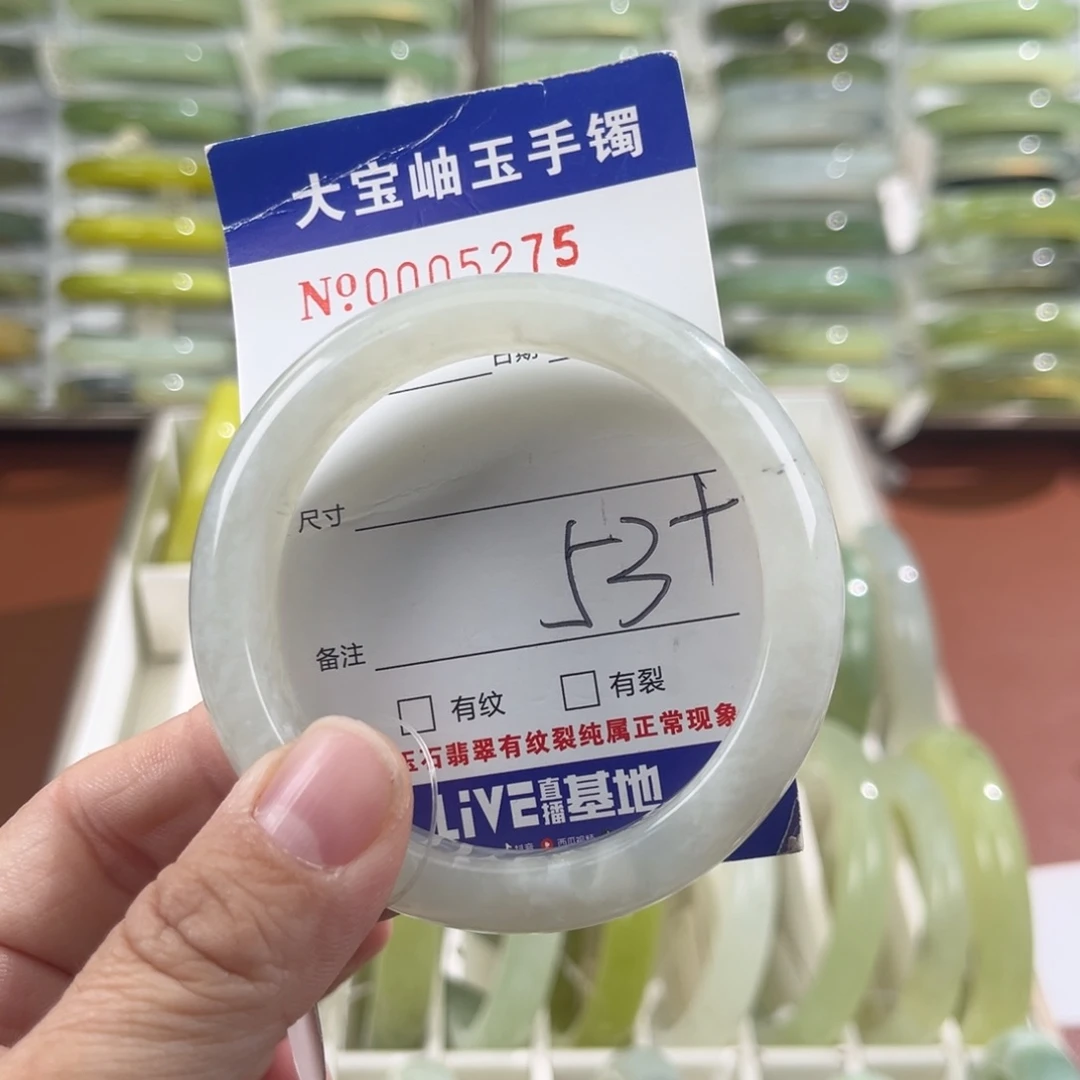 大宝岫玉手镯
№0005275
日期
尺寸
53+
备注
□ 有纹 □ 有裂
玉石翡翠有纹裂纯属正常现象
LiVE直播基地